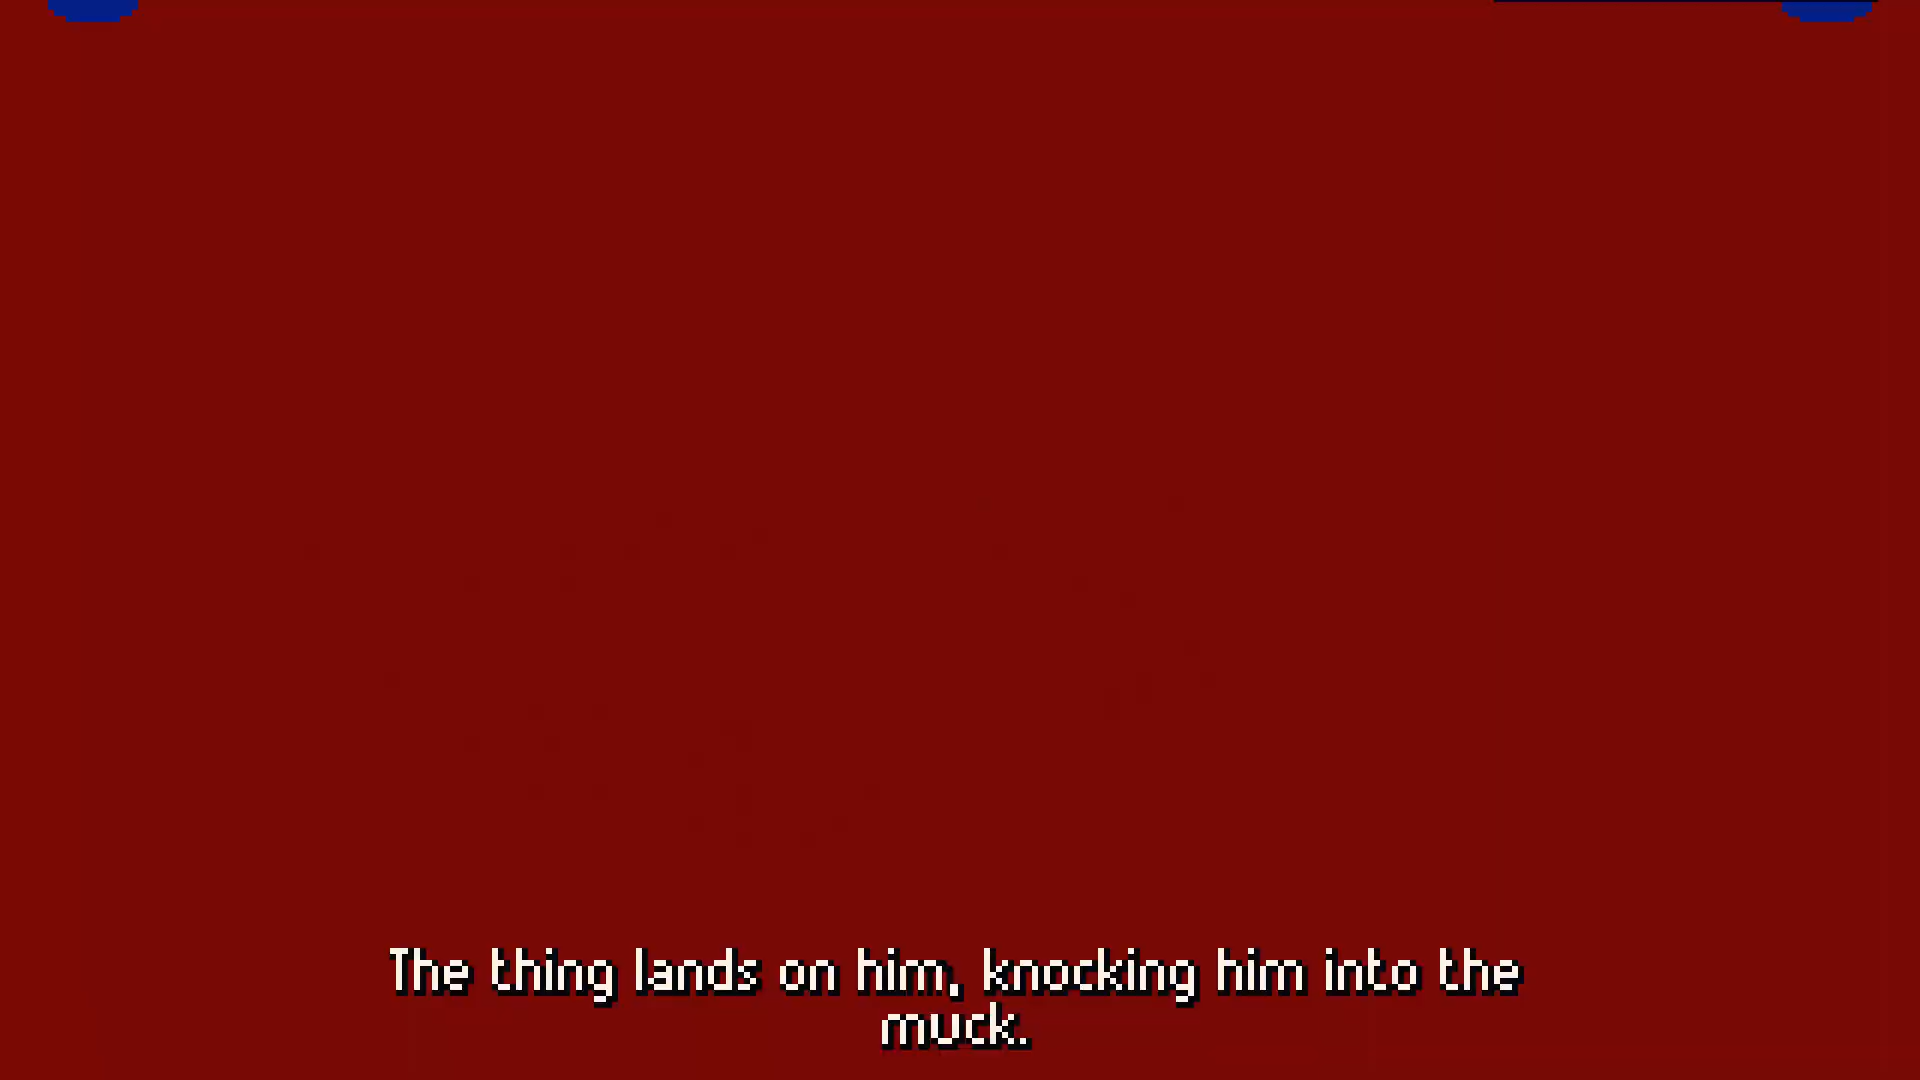 The thing lands on him, knocking him into the
muck.